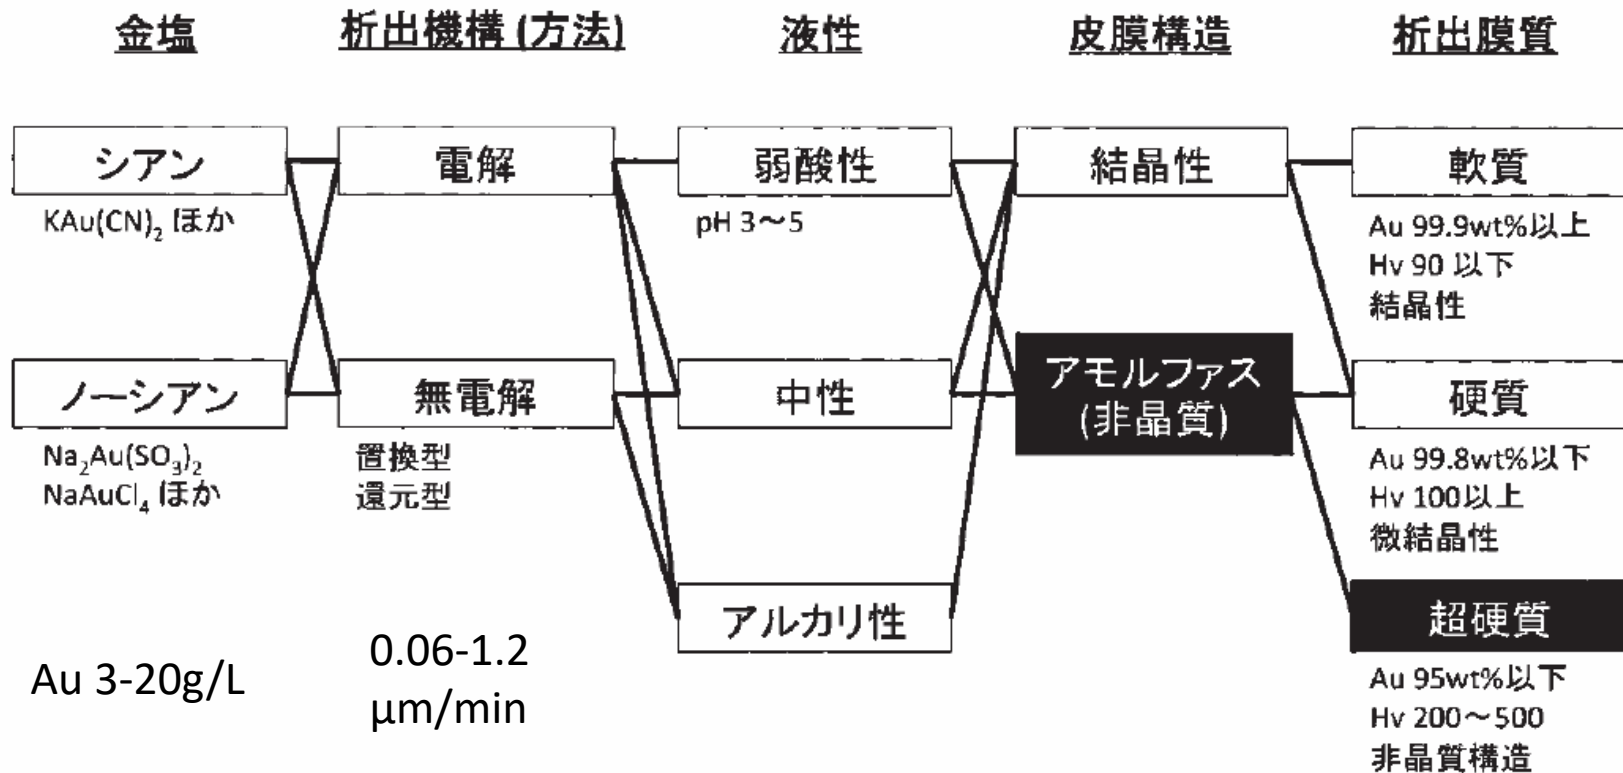 金塩
析出機構 (方法)
液性
皮膜構造
析出膜質
シアン
KAu(CN)₂ ほか
ノーシアン
Na₂Au(SO₃)₂
NaAuCl₄ ほか
Au 3-20g/L
電解
無電解
置換型
還元型
0.06-1.2
μm/min
弱酸性
pH 3～5
中性
アルカリ性
結晶性
アモルファス
(非晶質)
軟質
Au 99.9wt%以上
Hv 90 以下
結晶性
硬質
Au 99.8wt%以下
Hv 100以上
微結晶性
超硬質
Au 95wt%以下
Hv 200～500
非晶質構造